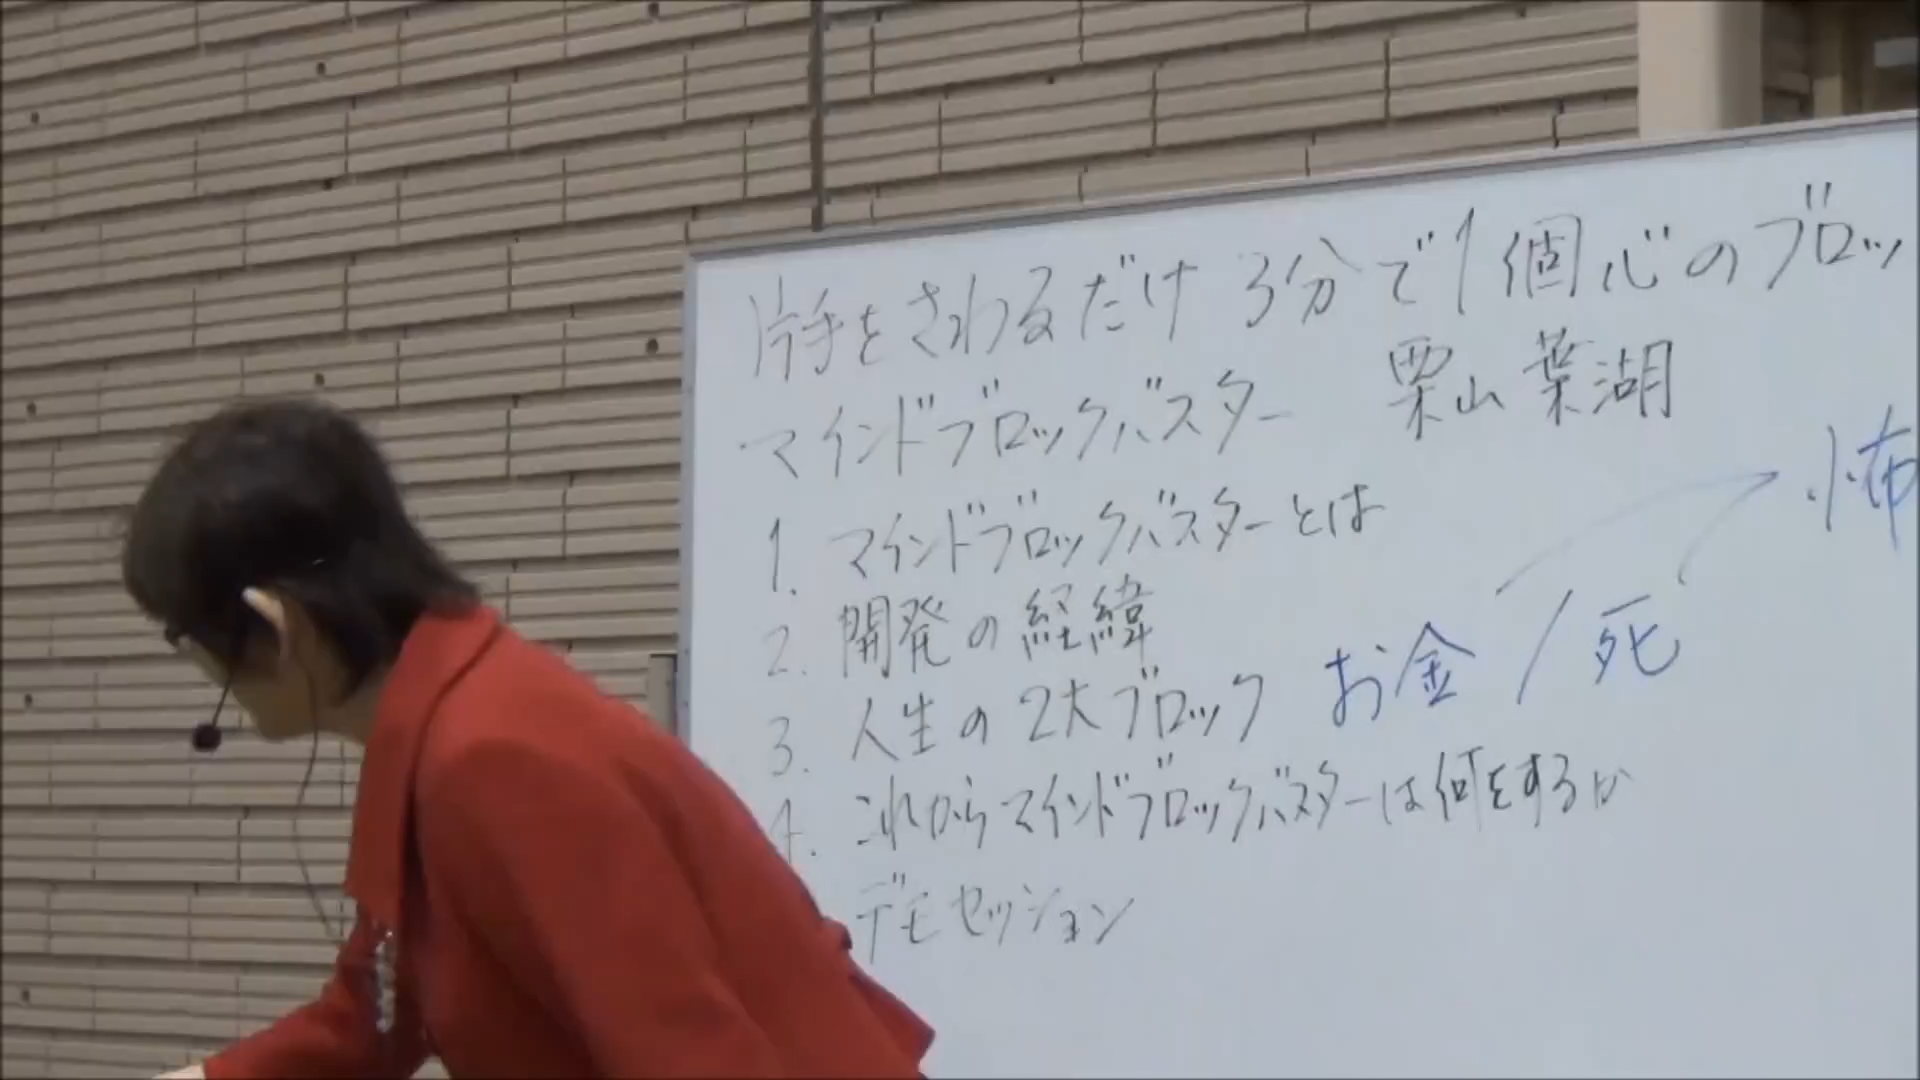 片手をさわるだけ 3分で1個心のブロッ
マインドブロックバスター 栗山葉湖
1. マインドブロックバスターとは
2. 開発の経緯
3. 人生の2大ブロック お金/死 怖
4. これからマインドブロックバスターは何をするか
デモセッション